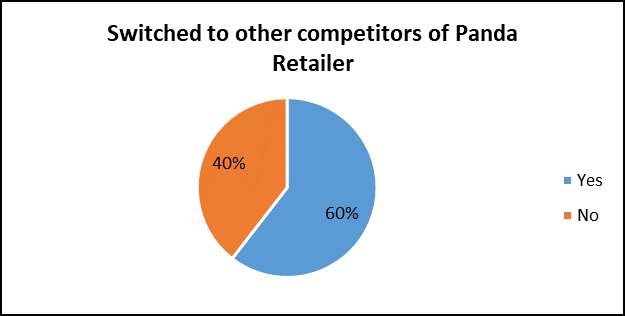 Switched to other competitors of Panda
Retailer
40%
60%
Yes
No